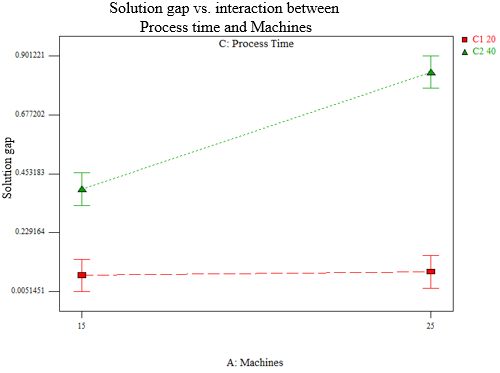 Solution gap vs. interaction between
Process time and Machines
C: Process Time
C1 20
C2 40
0.901221
0.677202
0.453183
0.229164
0.0051451
Solution gap
15
25
A: Machines